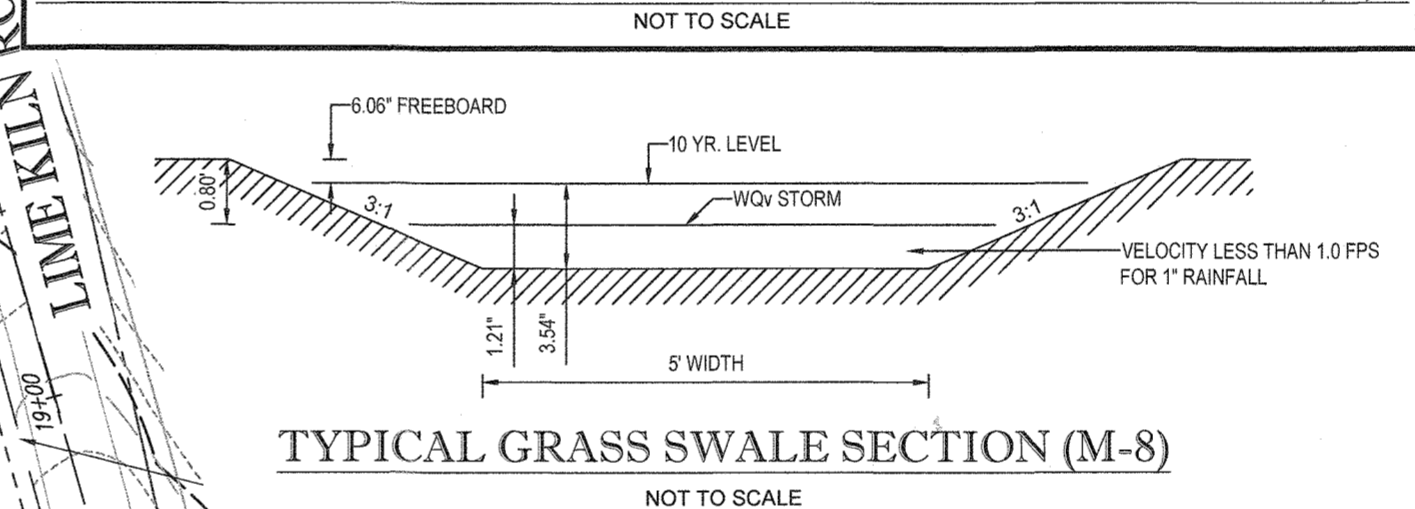 NOT TO SCALE
LIME KILN
19+00
6.06" FREEBOARD
10 YR. LEVEL
0.80'
3:1
WQv STORM
3:1
VELOCITY LESS THAN 1.0 FPS
FOR 1" RAINFALL
1.21"
3.54"
5' WIDTH
TYPICAL GRASS SWALE SECTION (M-8)
NOT TO SCALE